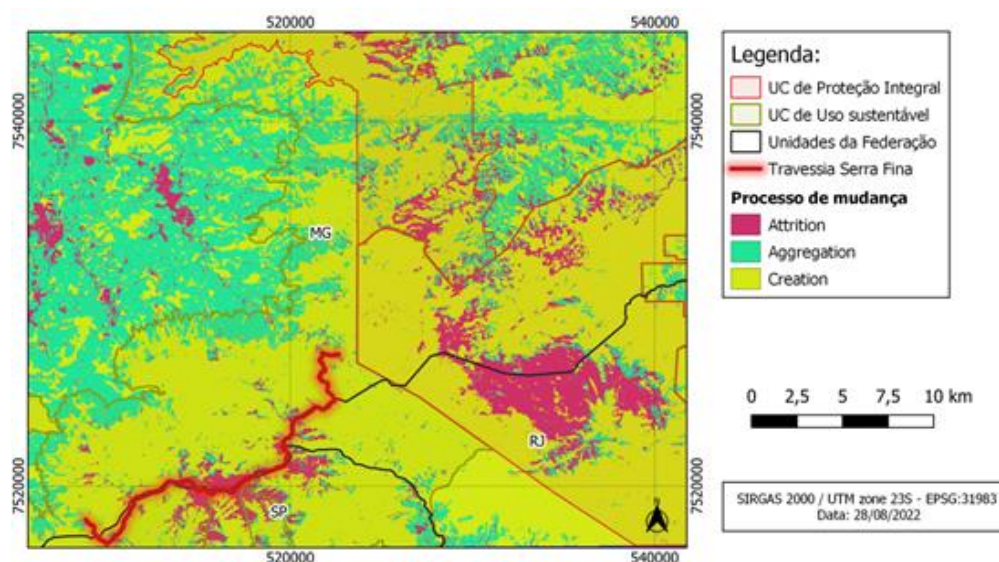 520000
540000
7540000
7540000
7520000
7520000
MG
RJ
SP
520000
540000
Legenda:
UC de Proteção Integral
UC de Uso sustentável
Unidades da Federação
Travessia Serra Fina
Processo de mudança
Attrition
Aggregation
Creation
0 2,5 5 7,5 10 km
SIRGAS 2000 / UTM zone 23S - EPSG:31983
Data: 28/08/2022